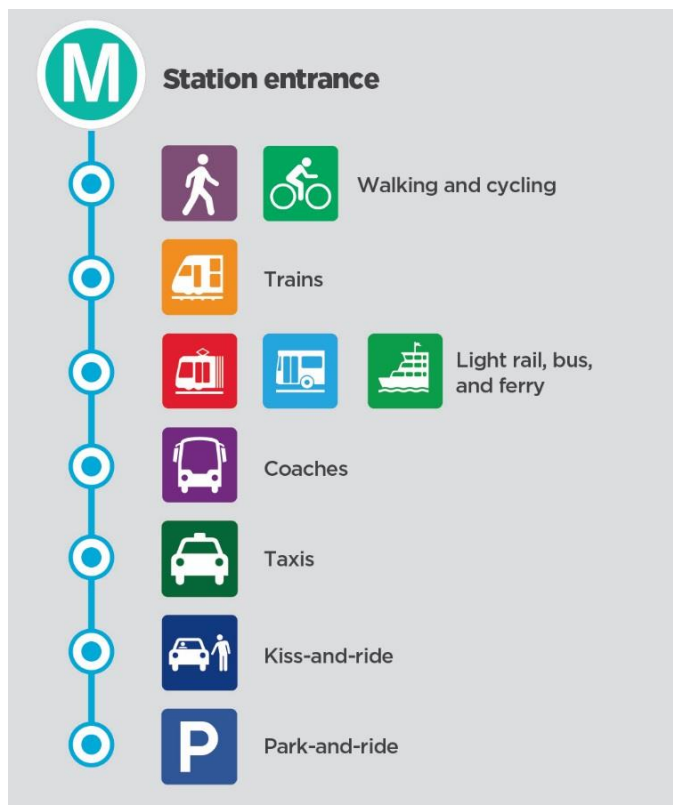 M
Station entrance
Walking and cycling
Trains
Light rail, bus,
and ferry
Coaches
Taxis
Kiss-and-ride
P
Park-and-ride